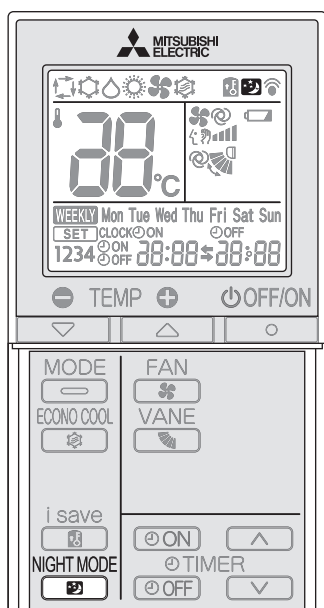 MITSUBISHI
ELECTRIC
88°C
WEEKLY Mon Tue Wed Thu Fri Sat Sun
SET CLOCK ON OFF
1234 ON OFF 88:88 88:88
TEMP OFF/ON
MODE FAN
ECONO COOL VANE
i save
ON
NIGHT MODE TIMER
OFF